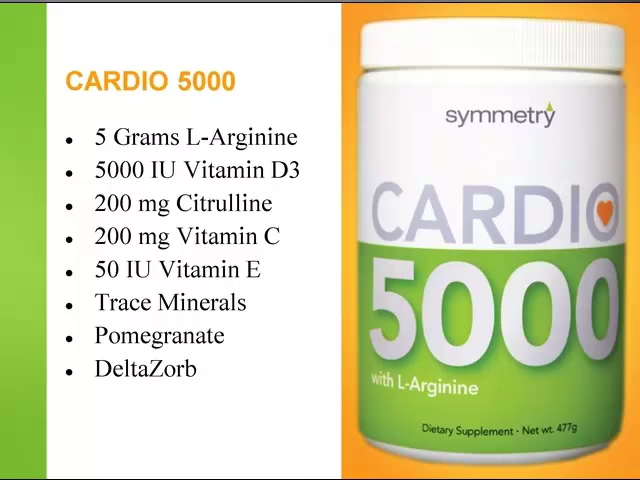 CARDIO 5000
5 Grams L-Arginine
5000 IU Vitamin D3
200 mg Citrulline
200 mg Vitamin C
50 IU Vitamin E
Trace Minerals
Pomegranate
DeltaZorb
symmetry
CARDIO
5000
with L-Arginine
Dietary Supplement • Net wt. 477g